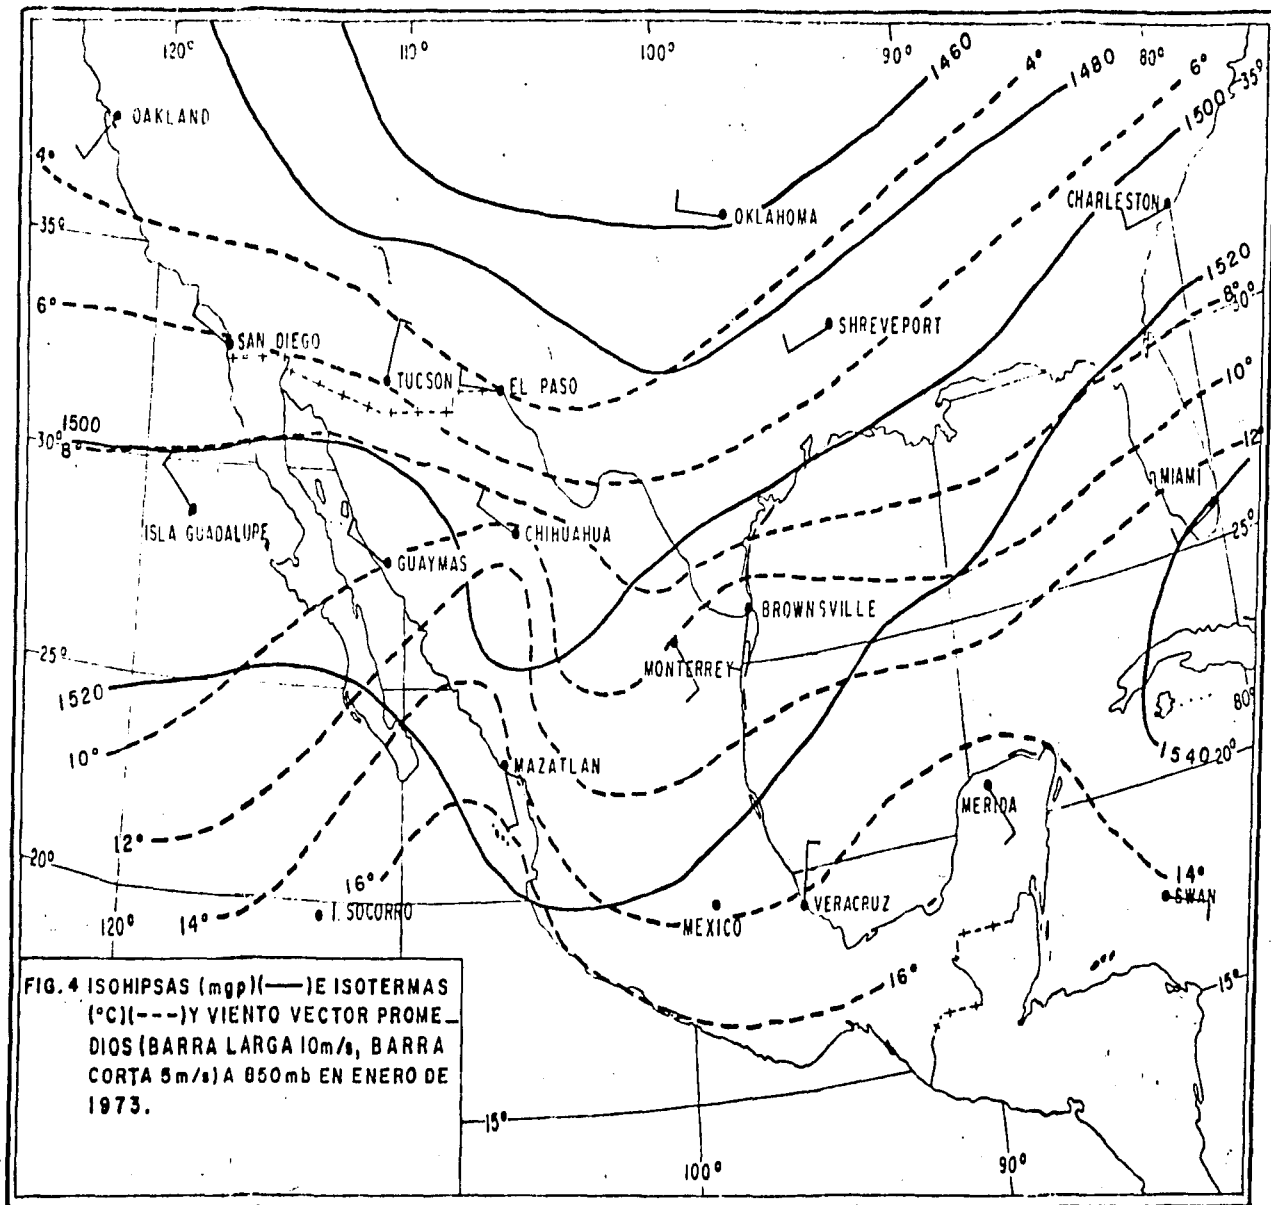 120° 110° 100° 90° 80°
1460 4° 1480 6° 35°
1500
OAKLAND
4°
OKLAHOMA
CHARLESTON
35°
1520
8°
30°
6°
SAN DIEGO
SHREVEPORT
TUCSON
EL PASO
10°
1500
30°
8°
12°
MIAMI
ISLA GUADALUPE
CHIHUAHUA
25°
GUAYMAS
BROWNSVILLE
25°
MONTERREY
1520
80°
10°
MAZATLAN
1540
20°
MERIDA
12°
20°
16°
14°
14°
I. SOCORRO
MEXICO
VERACRUZ
SWAN
120°
16°
15°
FIG. 4 ISOHIPSAS (mgp)(——)E ISOTERMAS
(°C)(---)Y VIENTO VECTOR PROME_
DIOS (BARRA LARGA 10m/s, BARRA
CORTA 5m/s) A 850mb EN ENERO DE
1973.
15°
100°
90°